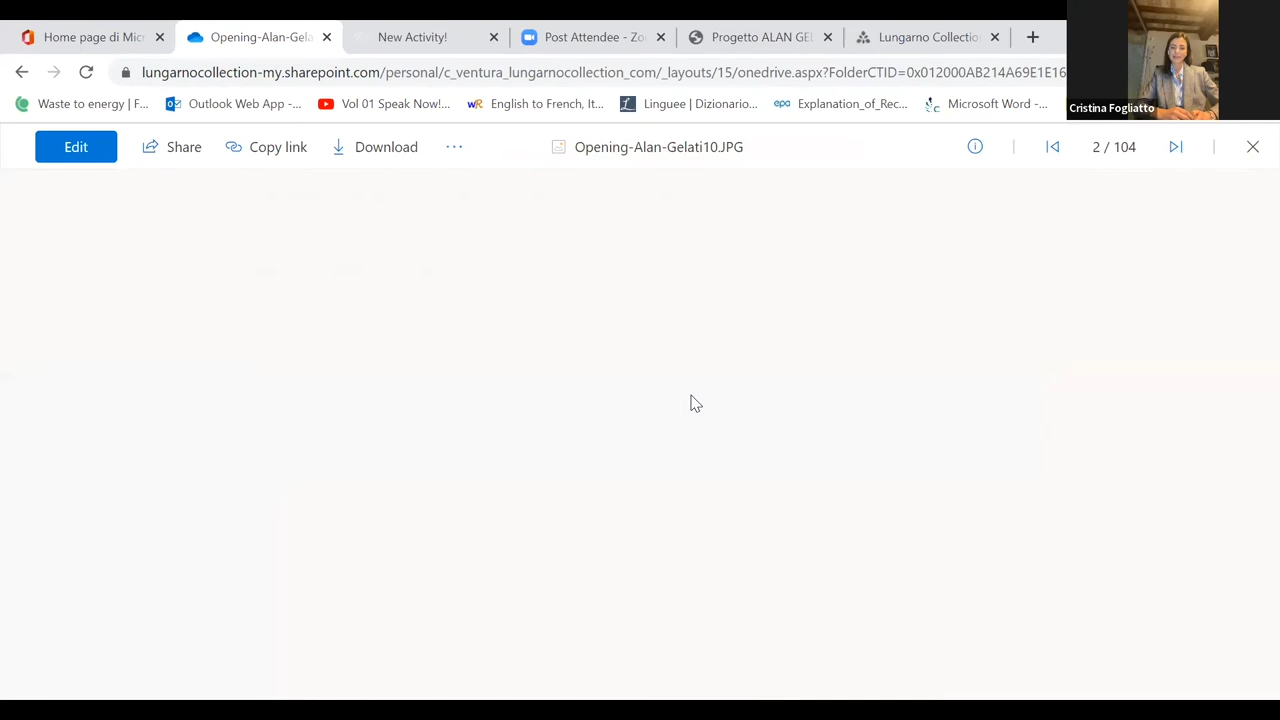 Home page di Mic
Opening-Alan-Gela
New Activity!
Post Attendee - Zo
Progetto ALAN GE
Lungarno Collectio
lungarnocollection-my.sharepoint.com/personal/c_ventura_lungarnocollection_com/_layouts/15/onedrive.aspx?FolderCTID=0x012000AB214A69E1E16
Waste to energy | F...
Outlook Web App -...
Vol 01 Speak Now!...
English to French, It...
Linguee | Dizionario...
Explanation_of_Rec...
Microsoft Word -...
Cristina Fogliatto
Edit
Share
Copy link
Download
Opening-Alan-Gelati10.JPG
2 / 104